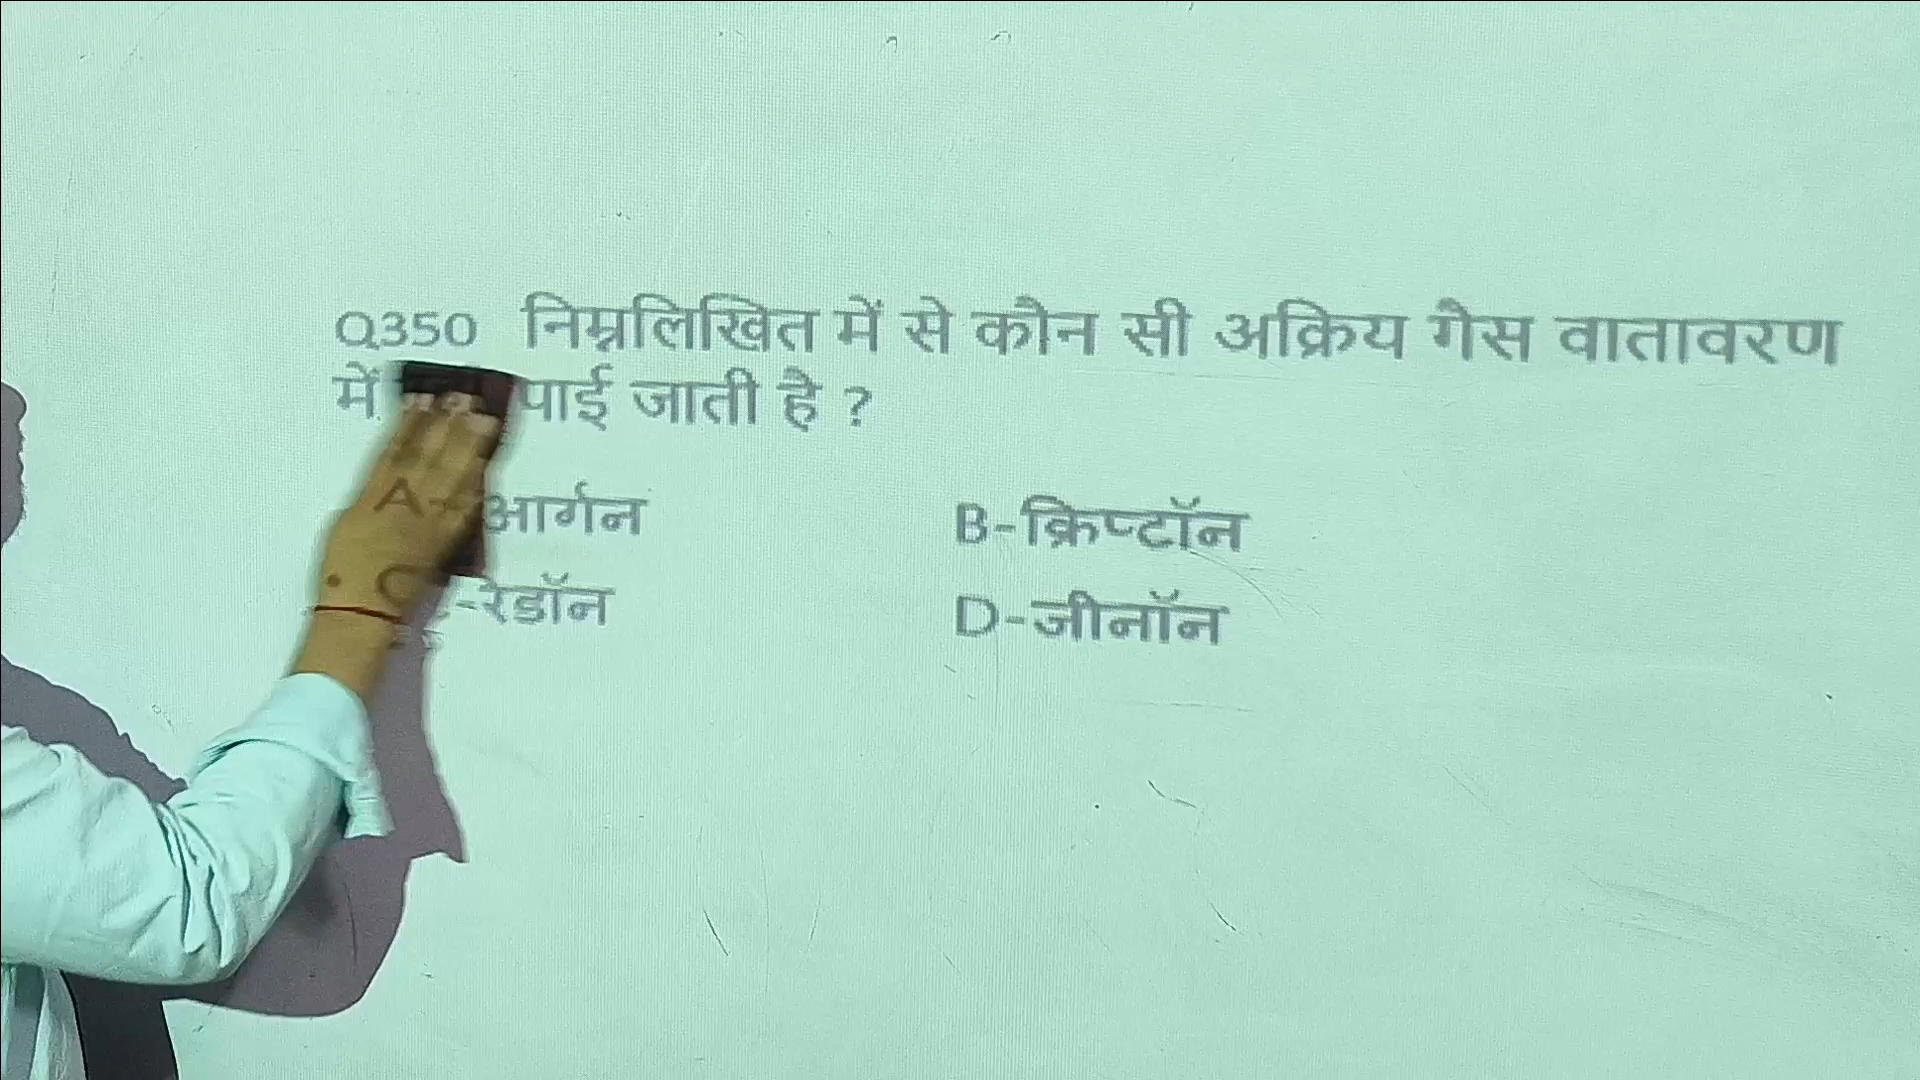 Q350 निम्नलिखित में से कौन सी अक्रिय गैस वातावरण
में पाई जाती है ?
A- आर्गन
B-क्रिप्टॉन
C-रेडॉन
D-जीनॉन